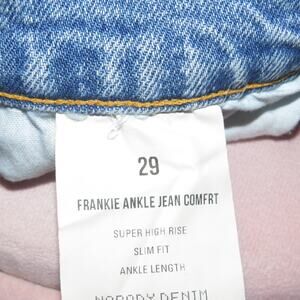 29
FRANKIE ANKLE JEAN COMFRT
SUPER HIGH RISE
SLIM FIT
ANKLE LENGTH
NOBODY DENIM